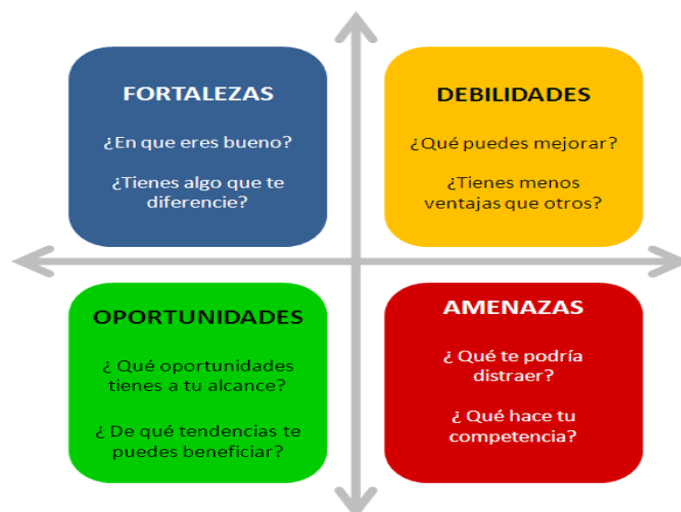 FORTALEZAS
¿En que eres bueno?
¿Tienes algo que te
diferencie?
DEBILIDADES
¿Qué puedes mejorar?
¿Tienes menos
ventajas que otros?
OPORTUNIDADES
¿ Qué oportunidades
tienes a tu alcance?
¿ De qué tendencias te
puedes beneficiar?
AMENAZAS
¿ Qué te podría
distraer?
¿ Qué hace tu
competencia?